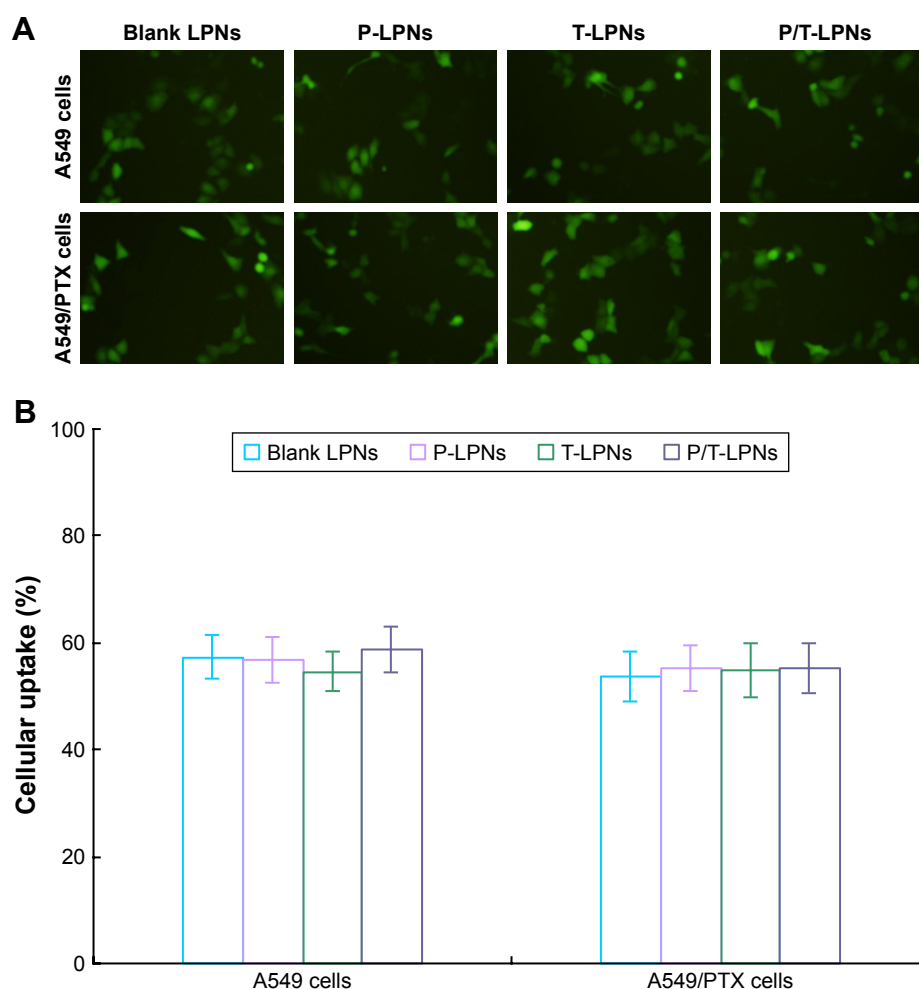 A
Blank LPNs P-LPNs T-LPNs P/T-LPNs
A549 cells
A549/PTX cells
B
100
80
60
40
20
0
Cellular uptake (%)
Blank LPNs P-LPNs T-LPNs P/T-LPNs
A549 cells A549/PTX cells